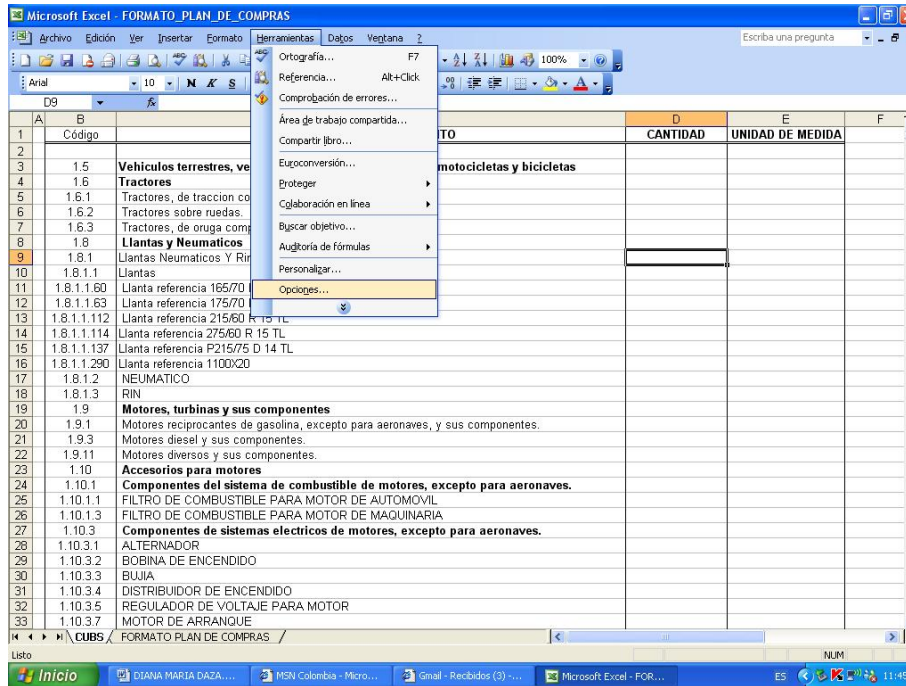 Microsoft Excel - FORMATO_PLAN_DE_COMPRAS
Archivo Edición Ver Insertar Formato Herramientas Datos Ventana ? Escriba una pregunta
100%
Arial 10 N K S
D9 fx
Ortografía... F7
Referencia... Alt+Click
Comprobación de errores...
Área de trabajo compartida...
Compartir libro...
Euroconversión...
Proteger
Colaboración en línea
Buscar objetivo...
Auditoría de fórmulas
Personalizar...
Opciones...
A B D E F
1 Código TO CANTIDAD UNIDAD DE MEDIDA
2
3 1.5 Vehiculos terrestres, ve motocicletas y bicicletas
4 1.6 Tractores
5 1.6.1 Tractores, de traccion co
6 1.6.2 Tractores sobre ruedas.
7 1.6.3 Tractores, de oruga comp
8 1.8 Llantas y Neumaticos
9 1.8.1 Llantas Neumaticos Y Rin
10 1.8.1.1 Llantas
11 1.8.1.1.60 Llanta referencia 165/70
12 1.8.1.1.63 Llanta referencia 175/70
13 1.8.1.1.112 Llanta referencia 215/60 R 15 TL
14 1.8.1.1.114 Llanta referencia 275/60 R 15 TL
15 1.8.1.1.137 Llanta referencia P215/75 D 14 TL
16 1.8.1.1.290 Llanta referencia 1100X20
17 1.8.1.2 NEUMATICO
18 1.8.1.3 RIN
19 1.9 Motores, turbinas y sus componentes
20 1.9.1 Motores reciprocantes de gasolina, excepto para aeronaves, y sus componentes.
21 1.9.3 Motores diesel y sus componentes.
22 1.9.11 Motores diversos y sus componentes.
23 1.10 Accesorios para motores
24 1.10.1 Componentes del sistema de combustible de motores, excepto para aeronaves.
25 1.10.1.1 FILTRO DE COMBUSTIBLE PARA MOTOR DE AUTOMOVIL
26 1.10.1.3 FILTRO DE COMBUSTIBLE PARA MOTOR DE MAQUINARIA
27 1.10.3 Componentes de sistemas electricos de motores, excepto para aeronaves.
28 1.10.3.1 ALTERNADOR
29 1.10.3.2 BOBINA DE ENCENDIDO
30 1.10.3.3 BUJIA
31 1.10.3.4 DISTRIBUIDOR DE ENCENDIDO
32 1.10.3.5 REGULADOR DE VOLTAJE PARA MOTOR
33 1.10.3.7 MOTOR DE ARRANQUE
CUBS FORMATO PLAN DE COMPRAS
Listo NUM
Inicio DIANA MARIA DAZA.... MSN Colombia - Micro... Gmail - Recibidos (3) -... Microsoft Excel - FOR... ES 11:45